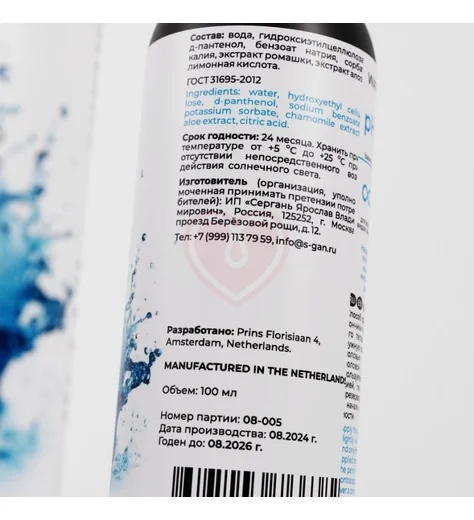 Состав: вода, гидроксиэтилцеллюлоза
д-пантенол, бензоат натрия, сорба
калия, экстракт ромашки, экстракт алоэ
лимонная кислота.
ГОСТ 31695-2012
Ingredients: water, hydroxyethyl cellu
lose, d-panthenol, sodium benzoate
potassium sorbate, chamomile extract
aloe extract, citric acid.
Срок годности: 24 месяца. Хранить при
температуре от +5 °C до +25 °C пр
отсутствии непосредственного воз
действия солнечного света.
Изготовитель (организация, уполно
моченная принимать претензии потре
бителей): ИП «Сергань Ярослав Влади
мирович», Россия, 125252, г. Москва
проезд Берёзовой рощи, д. 12.
Тел: +7 (999) 113 79 59, info@s-gan.ru
Разработано: Prins Florisiaan 4,
Amsterdam, Netherlands.
MANUFACTURED IN THE NETHERLAND
Объем: 100 мл
Номер партии: 08-005
Дата производства: 08.2024 г.
Годен до: 08.2026 г.